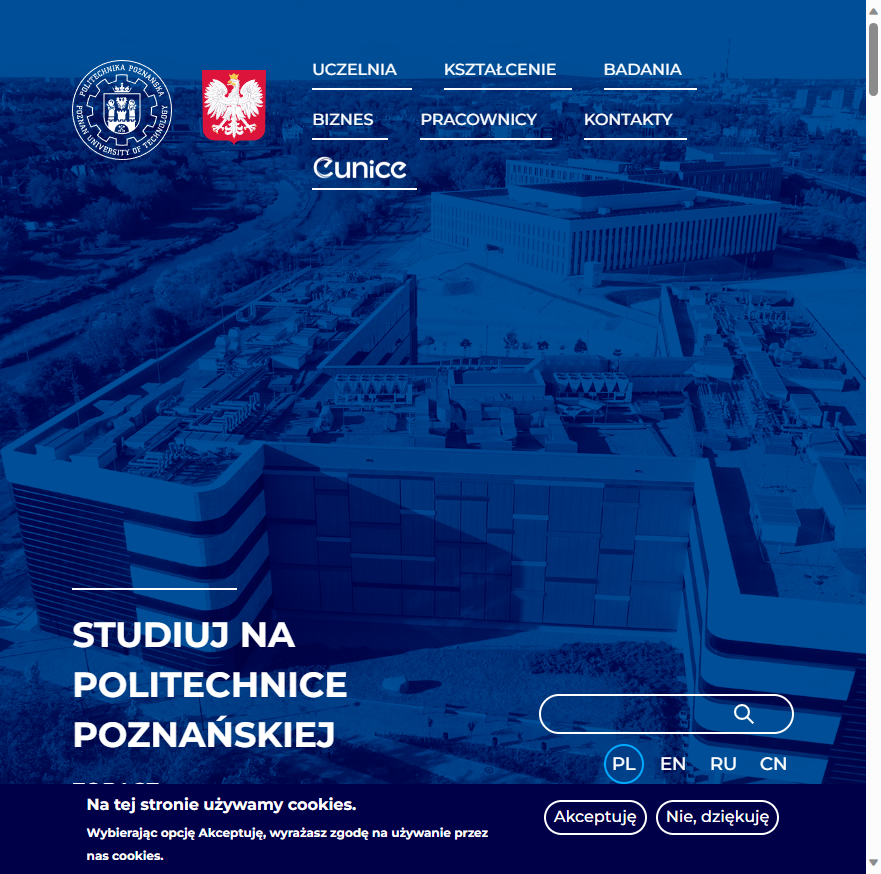 POLITECHNIKA POZNAŃSKA
POZNAN UNIVERSITY OF TECHNOLOGY
UCZELNIA
KSZTAŁCENIE
BADANIA
BIZNES
PRACOWNICY
KONTAKTY
eunice
STUDIUJ NA
POLITECHNICE
POZNAŃSKIEJ
PL EN RU CN
Na tej stronie używamy cookies.
Wybierając opcję Akceptuję, wyrażasz zgodę na używanie przez
nas cookies.
Akceptuję
Nie, dziękuję